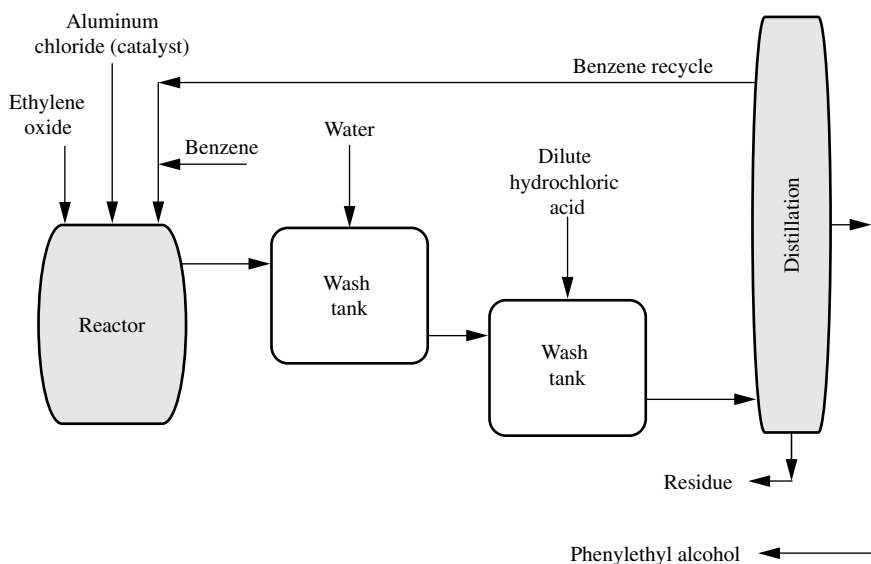 Aluminum
chloride (catalyst)
Benzene recycle
Ethylene
oxide
Benzene
Water
Dilute
hydrochloric
acid
Distillation
Wash
tank
Reactor
Wash
tank
Residue
Phenylethyl alcohol